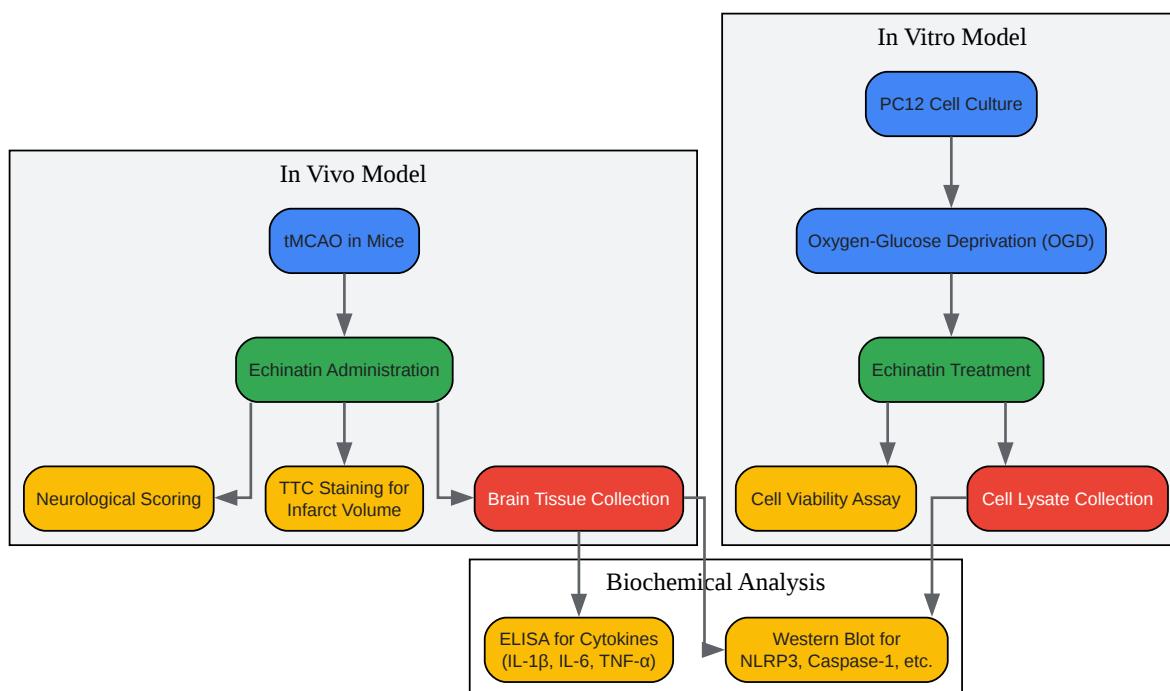 In Vitro Model
PC12 Cell Culture
In Vivo Model
tMCAO in Mice
Oxygen-Glucose Deprivation (OGD)
Echinatin Administration
Echinatin Treatment
Neurological Scoring
TTC Staining for
Infarct Volume
Brain Tissue Collection
Cell Viability Assay
Cell Lysate Collection
Biochemical Analysis
ELISA for Cytokines
(IL-1β, IL-6, TNF-α)
Western Blot for
NLRP3, Caspase-1, etc.